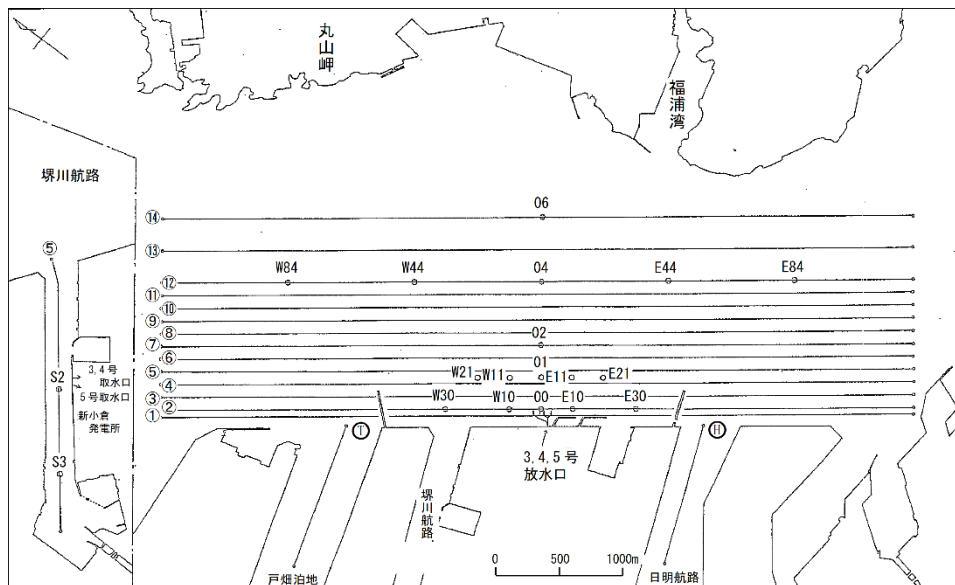 丸山岬
福浦湾
堺川航路
06
⑭
⑤
⑬
W84
W44
04
E44
E84
⑫
⑪
⑩
⑨
⑧
02
⑦
⑥
01
⑤
W21
W11
E11
E21
S2
3,4号
取水口
5号取水口
④
③
W30
W10
00
E10
E30
②
①
新小倉
発電所
T
H
S3
3,4,5号
放水口
堺川航路
0 500 1000m
戸畑泊地
日明航路